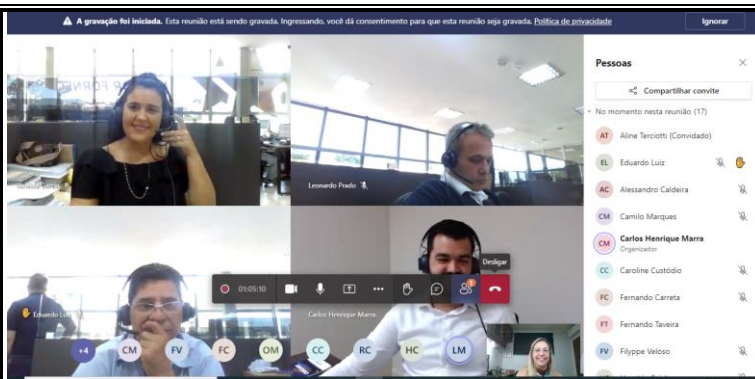 A gravação foi iniciada. Esta reunião está sendo gravada. Ingressando, você dá consentimento para que esta reunião seja gravada. Política de privacidade
Ignorar
Pessoas
Compartilhar convite
No momento nesta reunião (17)
AT Aline Terciotti (Convidado)
EL Eduardo Luiz
AC Alessandro Caldeira
CM Camilo Marques
CM Carlos Henrique Marra
Organizador
CC Caroline Custódio
FC Fernando Carreta
FT Fernando Taveira
FV Filyppe Veloso
Leonardo Prado
Desligar
01:05:10
Eduardo Luiz
Carlos Henrique Marra
+4 CM FV FC OM CC RC HC LM